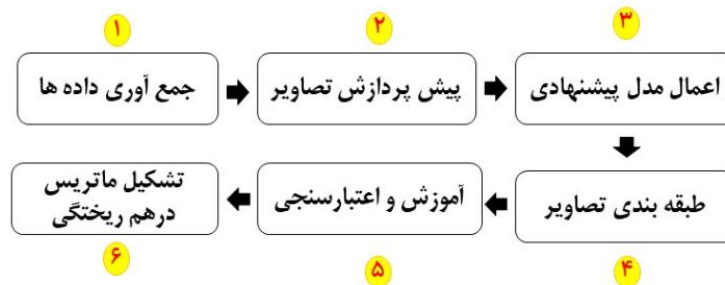 ۱
جمع آوری داده ها
۲
پیش پردازش تصاویر
۳
اعمال مدل پیشنهادی
۴
طبقه بندی تصاویر
۵
آموزش و اعتبارسنجی
۶
تشکیل ماتریس
درهم ریختگی